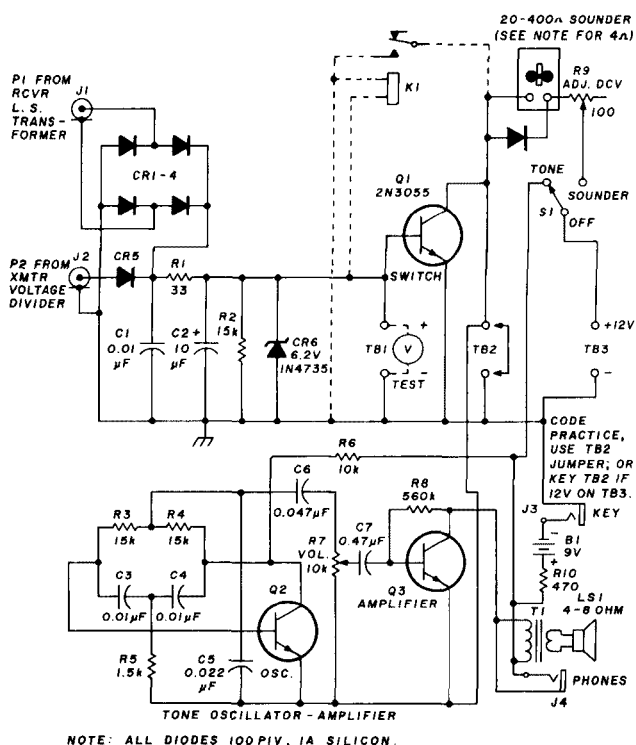 20-400Ω SOUNDER
(SEE NOTE FOR 4Ω)
P1 FROM
RCVR
L. S.
TRANS-
FORMER
J1
K1
R9
ADJ. DCV
100
CR1-4
Q1
2N3055
TONE
SOUNDER
S1
OFF
P2 FROM
XMTR
VOLTAGE
DIVIDER
J2
CR5
R1
33
SWITCH
C1
0.01
µF
C2 +
10
µF
R2
15k
CR6
6.2V
1N4735
+
TB1
V
-
TEST
TB2
+12V
TB3
-
R6
10k
CODE
PRACTICE,
USE TB2
JUMPER; OR
KEY TB2 IF
12V ON TB3.
C6
0.047µF
R8
560k
R3
15k
R4
15k
C7
0.47µF
R7
VOL.
10k
J3
KEY
-
B1
9V
+
C3
0.01µF
C4
0.01µF
Q2
Q3
AMPLIFIER
R10
470
LS1
4-8 OHM
T1
R5
1.5k
C5
0.022
µF
OSC.
PHONES
J4
TONE OSCILLATOR-AMPLIFIER
NOTE: ALL DIODES 100 PIV, 1A SILICON.